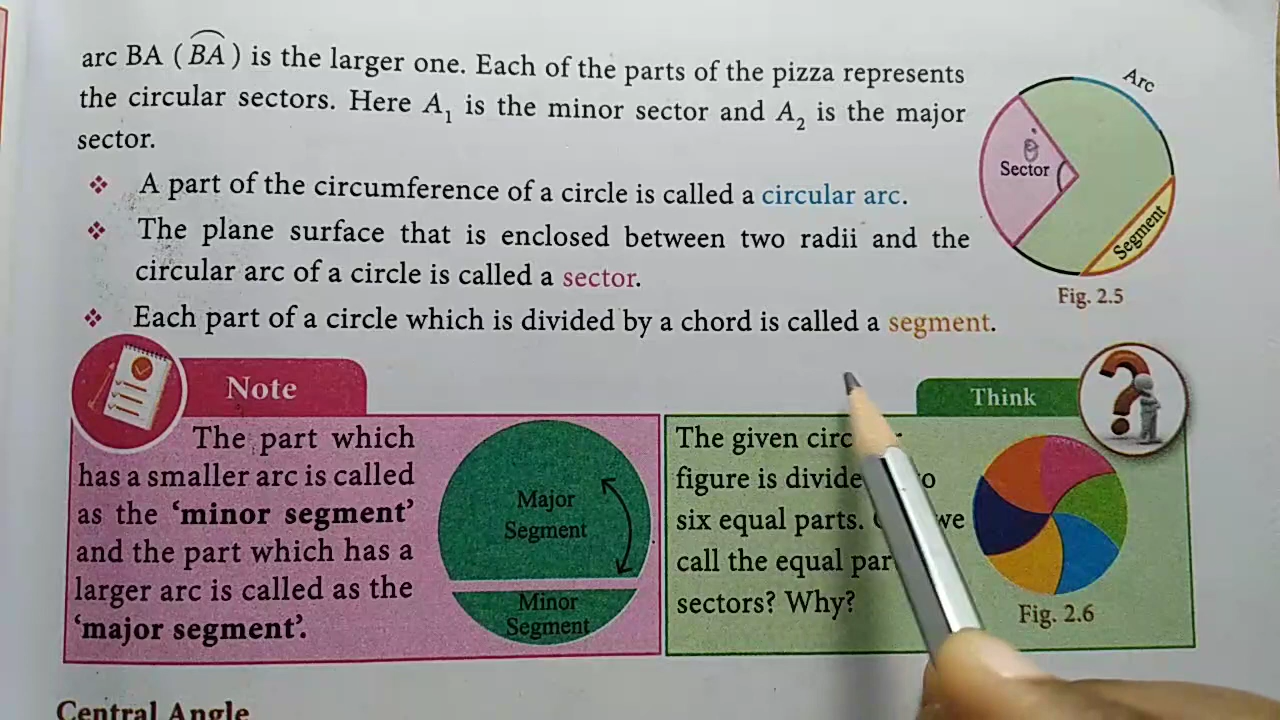 arc BA (BA) is the larger one. Each of the parts of the pizza represents
the circular sectors. Here A₁ is the minor sector and A₂ is the major
sector.
❖ A part of the circumference of a circle is called a circular arc.
❖ The plane surface that is enclosed between two radii and the
circular arc of a circle is called a sector.
❖ Each part of a circle which is divided by a chord is called a segment.
Arc
θ
Sector
Segment
Fig. 2.5
Note
The part which
has a smaller arc is called
as the ‘minor segment’
and the part which has a
larger arc is called as the
‘major segment’.
Major
Segment
Minor
Segment
Think
The given
figure is
six equal parts. we
call the equal
sectors? Why?
Fig. 2.6
Central Angle